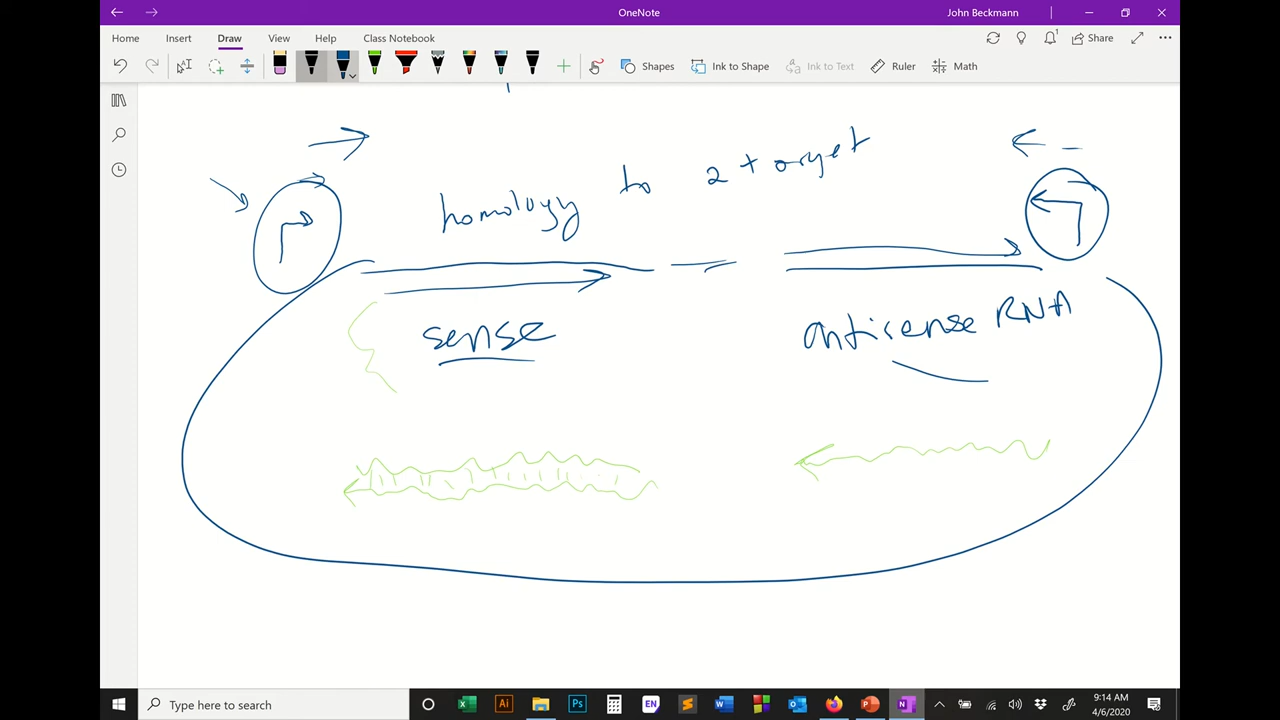 OneNote
John Beckmann
Home Insert Draw View Help Class Notebook
1 Share
Shapes Ink to Shape Ink to Text Ruler Math
homology to 2 target
sense
antisense RNA
Type here to search
9:14 AM
4/6/2020